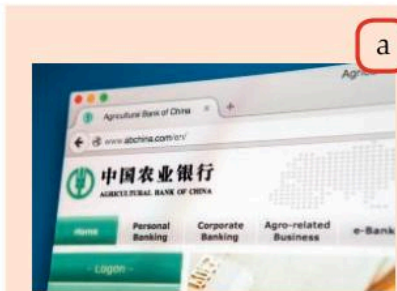 a
Agricultural Bank of China × +
www.abchina.com/en/
中国农业银行
AGRICULTURAL BANK OF CHINA
Home Personal Banking Corporate Banking Agro-related Business e-Bank
- Logon -